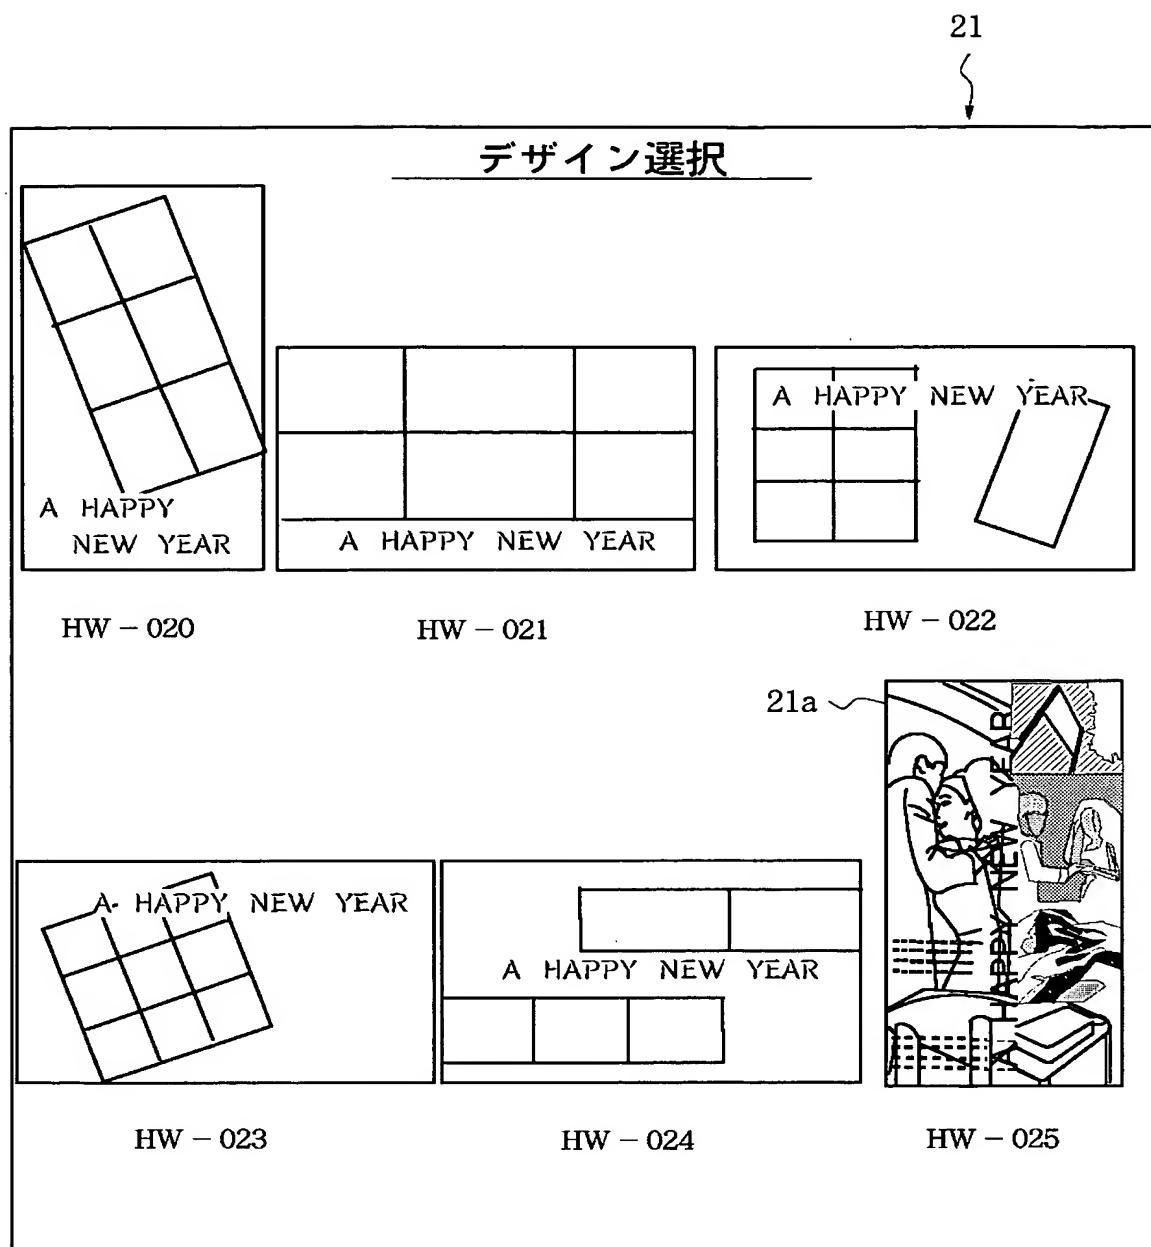 21
デザイン選択
A HAPPY
NEW YEAR
A HAPPY NEW YEAR
A HAPPY NEW YEAR
HW-020
HW-021
HW-022
21a
A HAPPY NEW YEAR
A HAPPY NEW YEAR
A HAPPY NEW YEAR
HW-023
HW-024
HW-025